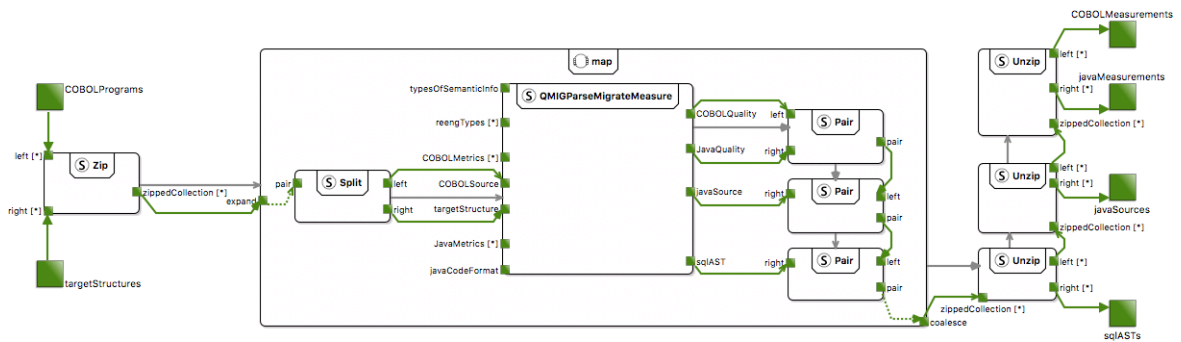 COBOLPrograms
left [*]
Zip
zippedCollection [*]
right [*]
targetStructures
map
expand
pair
Split
left
right
typesOfSemanticInfo
QMIGParseMigrateMeasure
reengTypes [*]
COBOLMetrics [*]
COBOLSource
targetStructure
JavaMetrics [*]
javaCodeFormat
COBOLQuality
JavaQuality
javaSource
sqlAST
left
Pair
right
pair
right
Pair
left
pair
right
Pair
left
pair
coalesce
COBOLMeasurements
Unzip
left [*]
javaMeasurements
right [*]
zippedCollection [*]
Unzip
left [*]
right [*]
javaSources
zippedCollection [*]
Unzip
left [*]
right [*]
zippedCollection [*]
sqlASTs